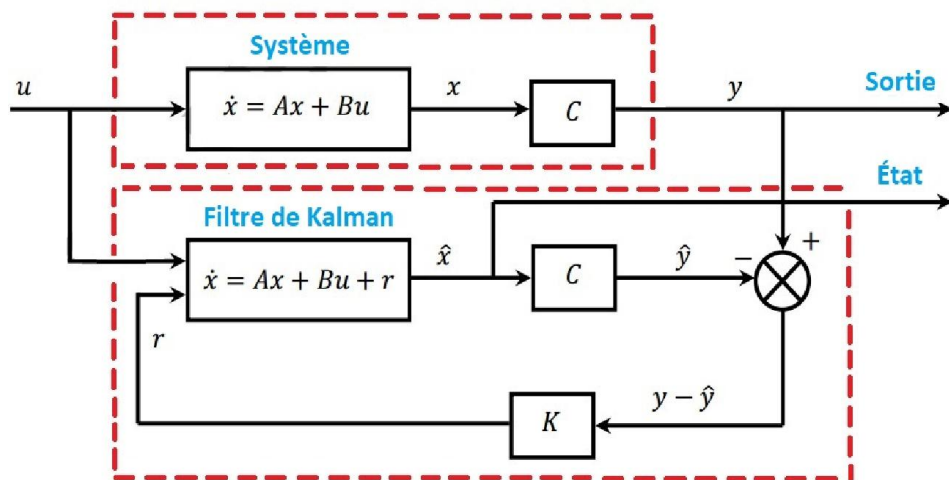 Système
u
ẋ = Ax + Bu
x
C
y
Sortie
État
Filtre de Kalman
ẋ = Ax + Bu + r
x̂
C
ŷ
−
+
r
K
y − ŷ